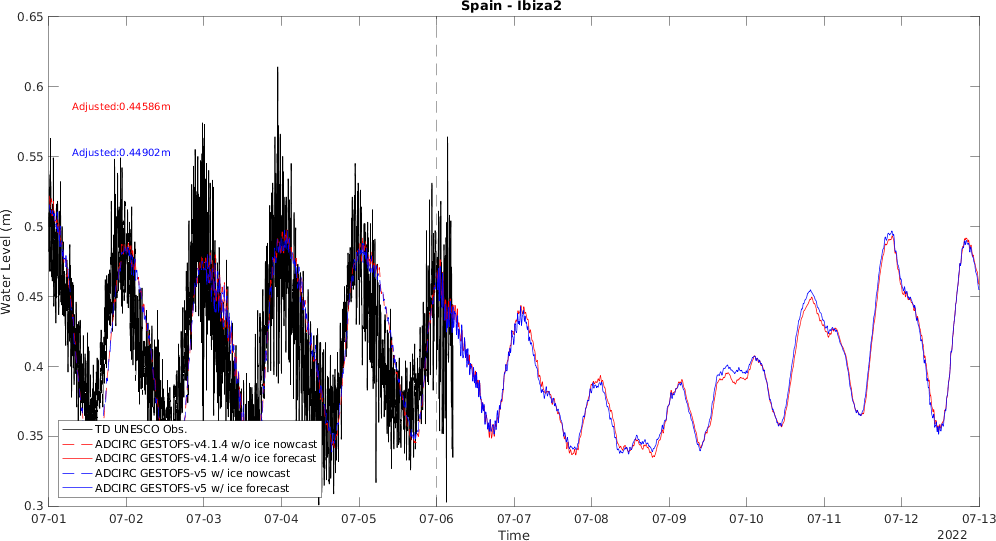 Spain - Ibiza2
0.65
0.6
0.55
0.5
0.45
0.4
0.35
0.3
Water Level (m)
Adjusted:0.44586m
Adjusted:0.44902m
TD UNESCO Obs.
ADCIRC GESTOFS-v4.1.4 w/o ice nowcast
ADCIRC GESTOFS-v4.1.4 w/o ice forecast
ADCIRC GESTOFS-v5 w/ ice nowcast
ADCIRC GESTOFS-v5 w/ ice forecast
07-01 07-02 07-03 07-04 07-05 07-06 07-07 07-08 07-09 07-10 07-11 07-12 07-13
Time
2022